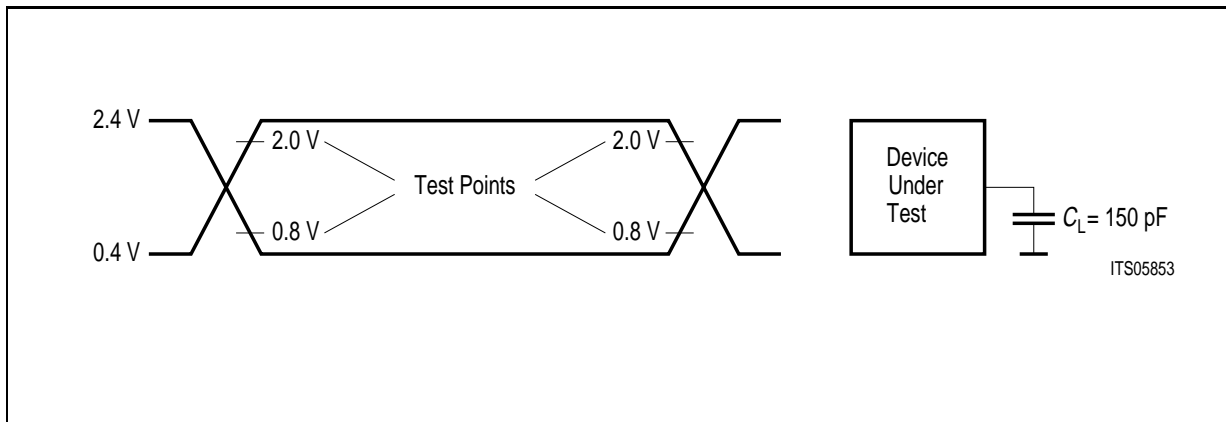 2.4 V
2.0 V
2.0 V
Test Points
0.8 V
0.8 V
0.4 V
Device
Under
Test
CL = 150 pF
ITS05853